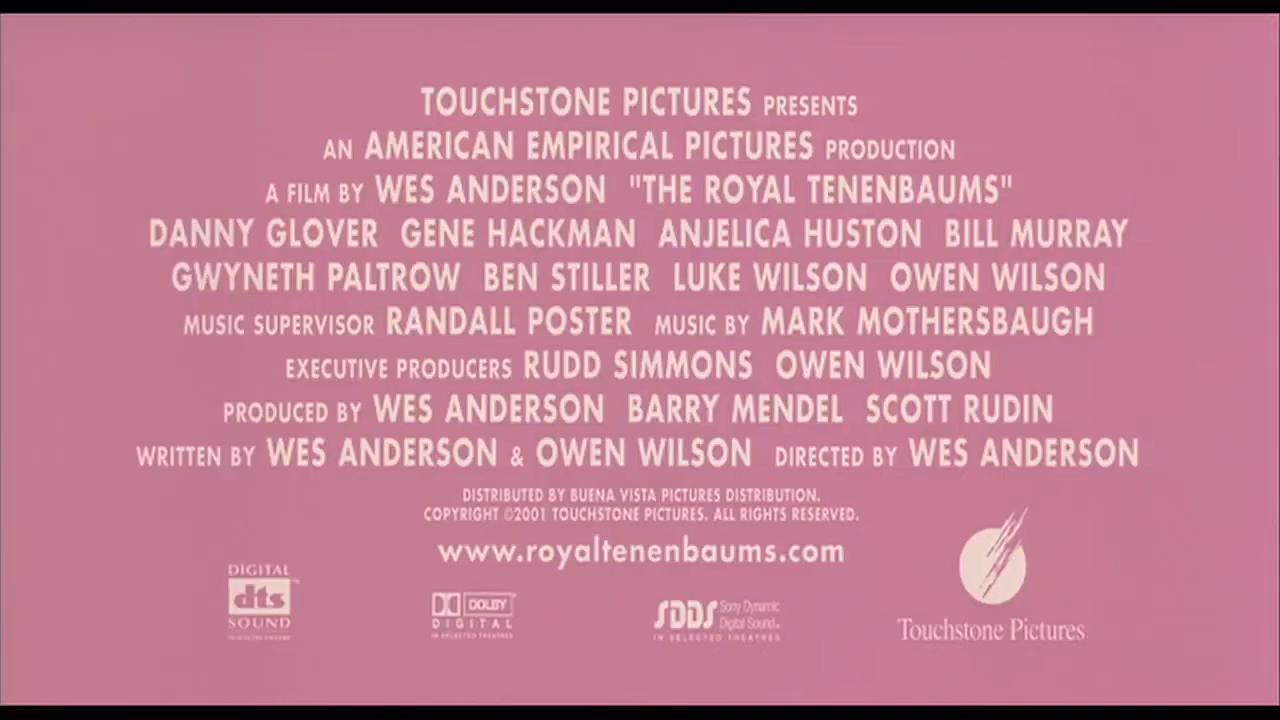 TOUCHSTONE PICTURES PRESENTS
AN AMERICAN EMPIRICAL PICTURES PRODUCTION
A FILM BY WES ANDERSON "THE ROYAL TENENBAUMS"
DANNY GLOVER GENE HACKMAN ANJELICA HUSTON BILL MURRAY
GWYNETH PALTROW BEN STILLER LUKE WILSON OWEN WILSON
MUSIC SUPERVISOR RANDALL POSTER MUSIC BY MARK MOTHERSBAUGH
EXECUTIVE PRODUCERS RUDD SIMMONS OWEN WILSON
PRODUCED BY WES ANDERSON BARRY MENDEL SCOTT RUDIN
WRITTEN BY WES ANDERSON & OWEN WILSON DIRECTED BY WES ANDERSON
DISTRIBUTED BY BUENA VISTA PICTURES DISTRIBUTION.
COPYRIGHT ©2001 TOUCHSTONE PICTURES. ALL RIGHTS RESERVED.
www.royaltenenbaums.com
DIGITAL
dts
SOUND
IN SELECTED THEATRES
DOLBY
DIGITAL
IN SELECTED THEATRES
SDDS Sony Dynamic
Digital Sound
IN SELECTED THEATRES
Touchstone Pictures